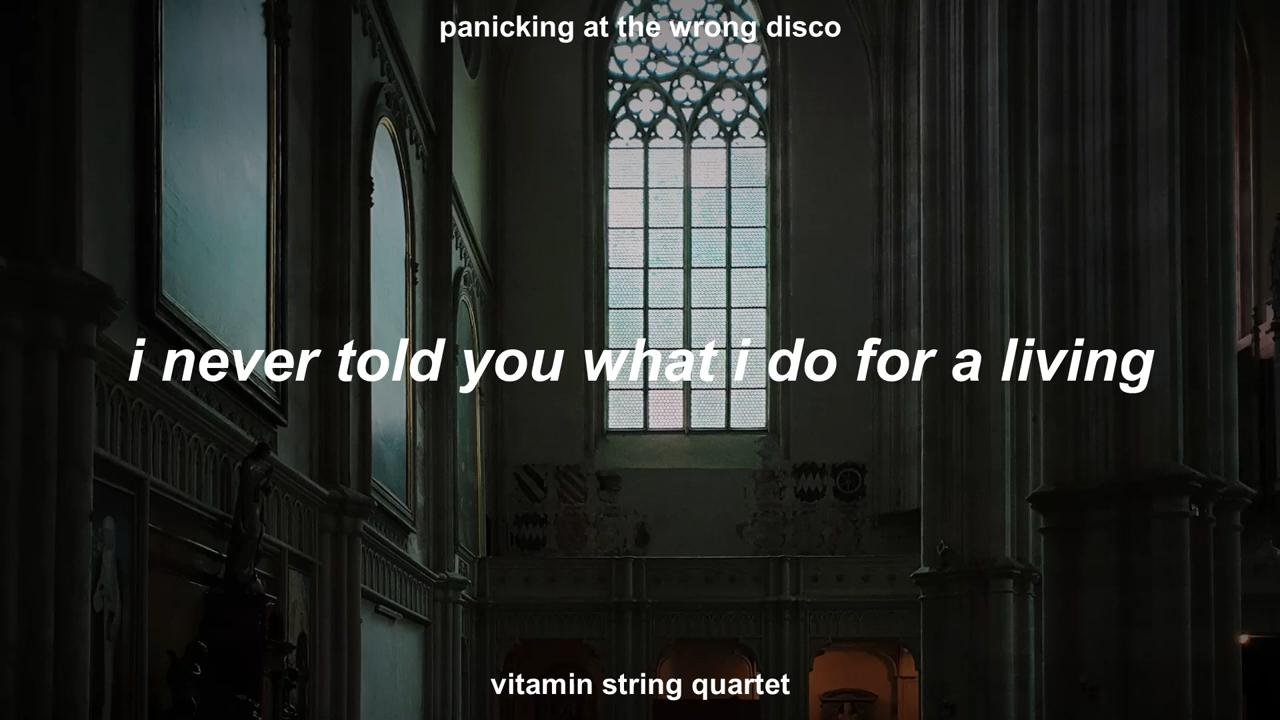 panicking at the wrong disco
i never told you what i do for a living
vitamin string quartet